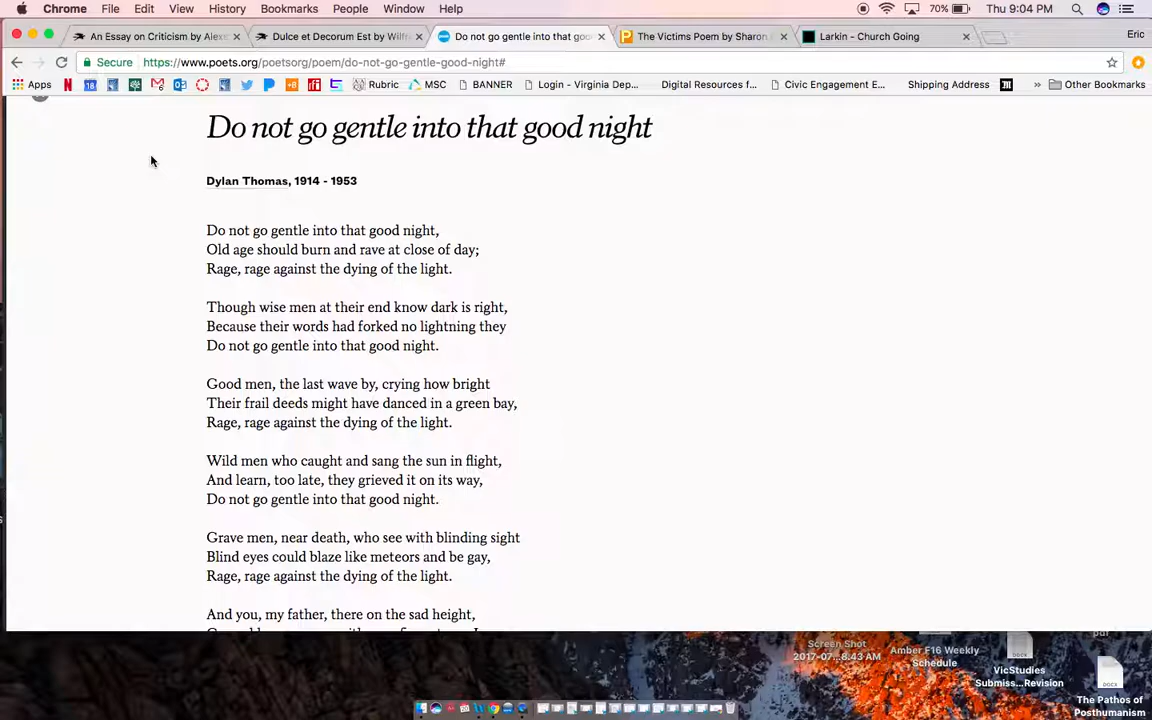 Chrome File Edit View History Bookmarks People Window Help 70% Thu 9:04 PM
An Essay on Criticism by Alex Dulce et Decorum Est by Wilfre Do not go gentle into that goo The Victims Poem by Sharon Larkin - Church Going Eric
Secure https://www.poets.org/poetsorg/poem/do-not-go-gentle-good-night#
Apps Rubric MSC BANNER Login - Virginia Dep... Digital Resources f... Civic Engagement E... Shipping Address » Other Bookmarks
Do not go gentle into that good night
Dylan Thomas, 1914 - 1953
Do not go gentle into that good night,
Old age should burn and rave at close of day;
Rage, rage against the dying of the light.
Though wise men at their end know dark is right,
Because their words had forked no lightning they
Do not go gentle into that good night.
Good men, the last wave by, crying how bright
Their frail deeds might have danced in a green bay,
Rage, rage against the dying of the light.
Wild men who caught and sang the sun in flight,
And learn, too late, they grieved it on its way,
Do not go gentle into that good night.
Grave men, near death, who see with blinding sight
Blind eyes could blaze like meteors and be gay,
Rage, rage against the dying of the light.
And you, my father, there on the sad height,
Screen Shot
2017-07...8.43 AM
Amber F16 Weekly
Schedule
pdf
VicStudies
Submiss...Revision
The Pathos of
Posthumanism